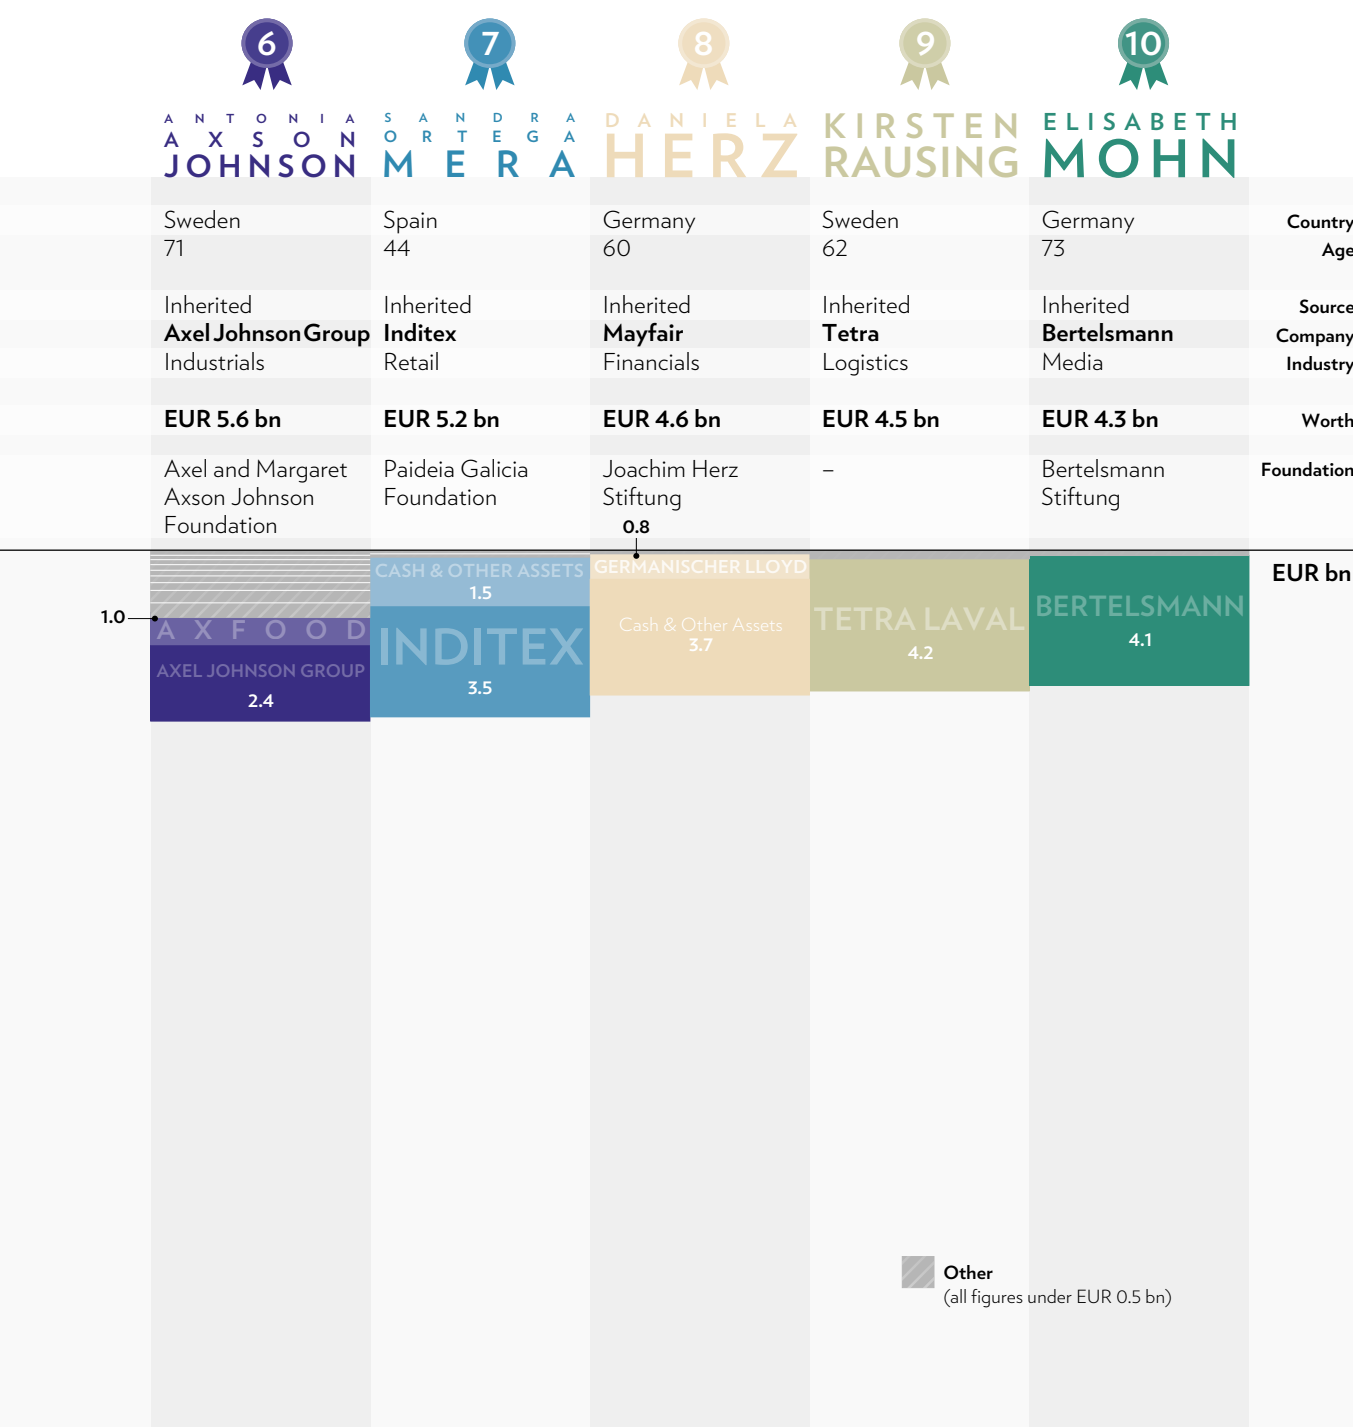 6
7
8
9
10
ANTONIA
AXSON
JOHNSON
SANDRA
ORTEGA
MERA
DANIELA
HERZ
KIRSTEN
RAUSING
ELISABETH
MOHN
Sweden Spain Germany Sweden Germany Country
71 44 60 62 73 Age
Inherited Inherited Inherited Inherited Inherited Source
Axel Johnson Group Inditex Mayfair Tetra Bertelsmann Company
Industrials Retail Financials Logistics Media Industry
EUR 5.6 bn EUR 5.2 bn EUR 4.6 bn EUR 4.5 bn EUR 4.3 bn Worth
Axel and Margaret
Axson Johnson
Foundation
Paideia Galicia
Foundation
Joachim Herz
Stiftung
–
Bertelsmann
Stiftung
Foundation
1.0
AXFOOD
AXEL JOHNSON GROUP
2.4
CASH & OTHER ASSETS
1.5
INDITEX
3.5
0.8
GERMANISCHER LLOYD
Cash & Other Assets
3.7
TETRA LAVAL
4.2
BERTELSMANN
4.1
EUR bn
Other
(all figures under EUR 0.5 bn)